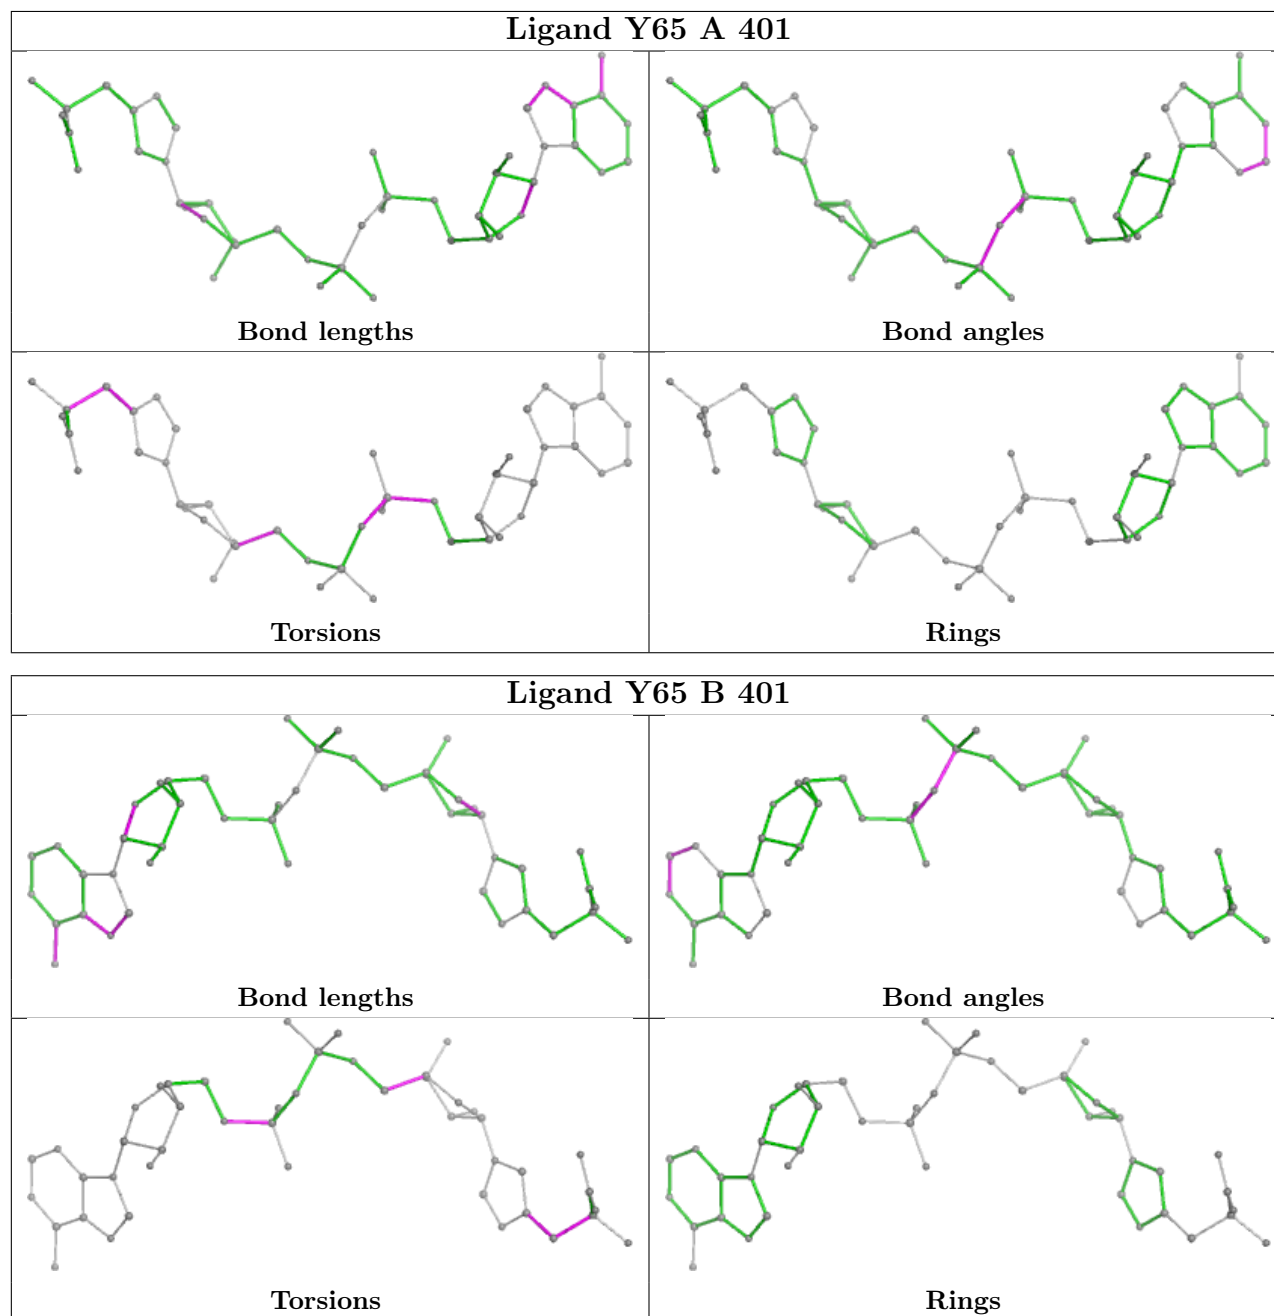 Ligand Y65 A 401
Bond lengths
Bond angles
Torsions
Rings
Ligand Y65 B 401
Bond lengths
Bond angles
Torsions
Rings